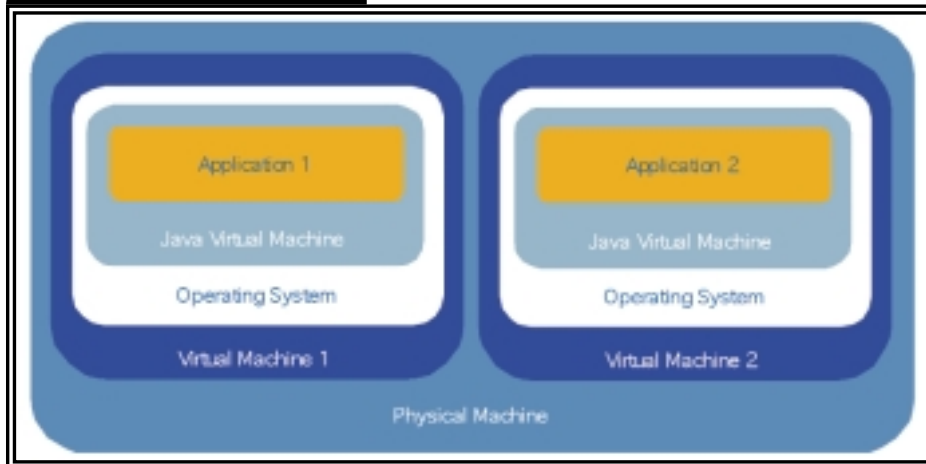 Application 1
Java Virtual Machine
Operating System
Virtual Machine 1
Application 2
Java Virtual Machine
Operating System
Virtual Machine 2
Physical Machine